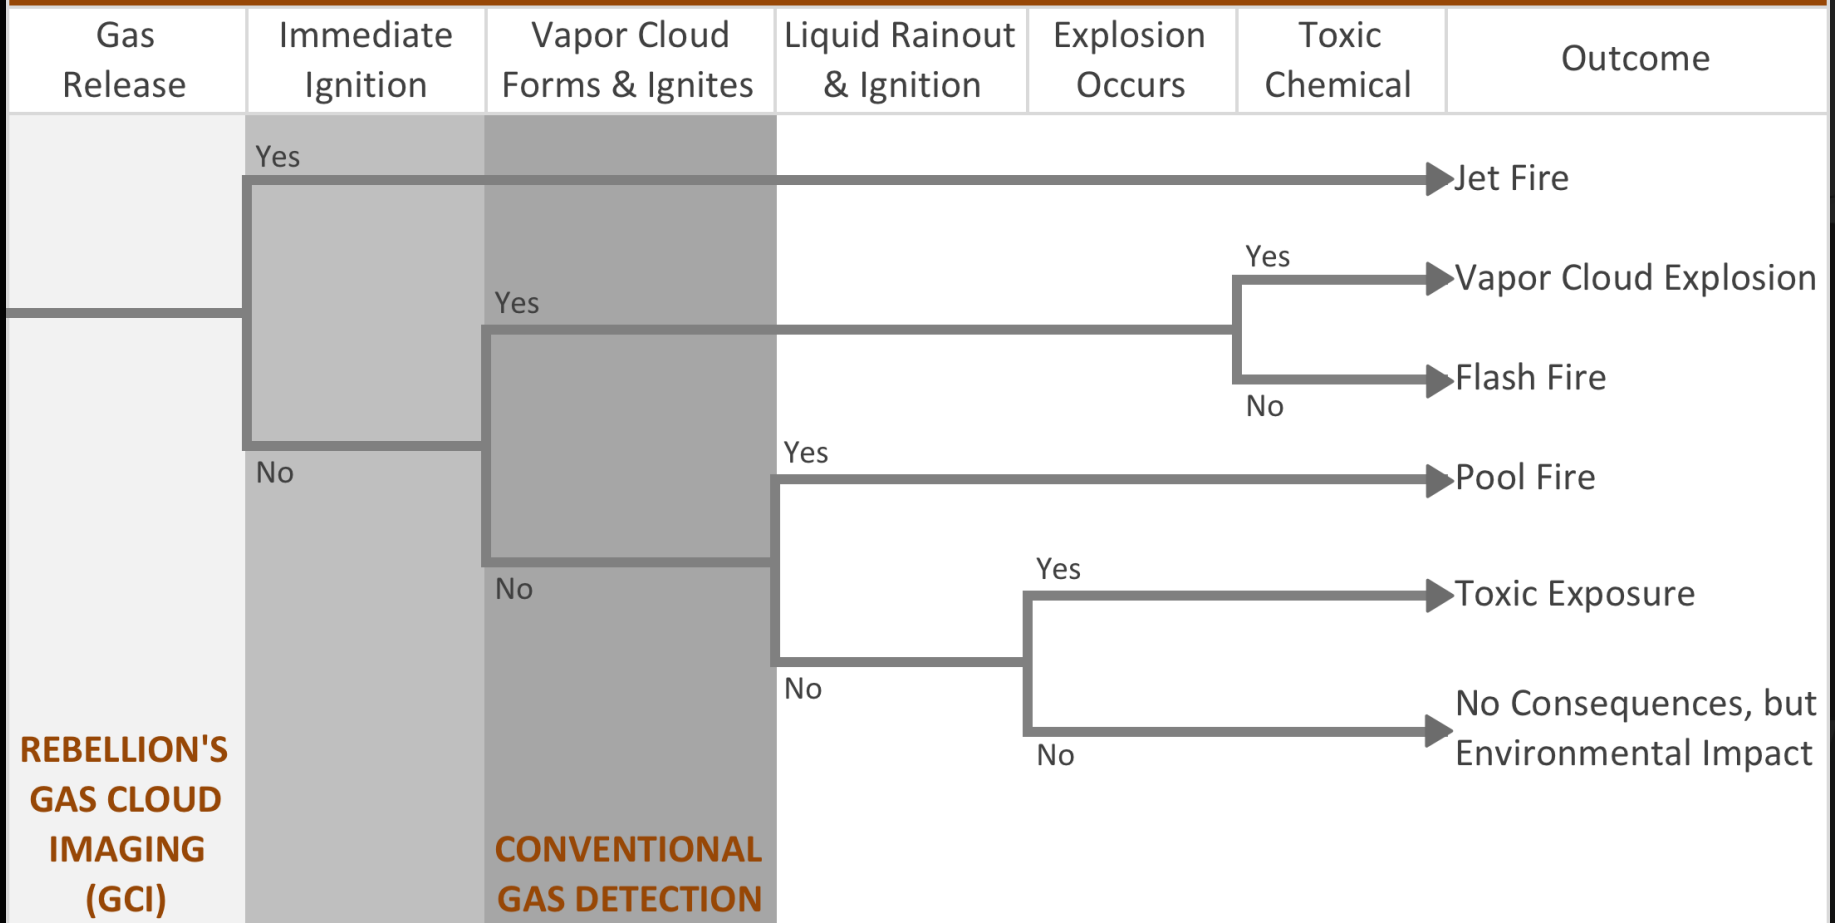 Gas
Release
Immediate
Ignition
Vapor Cloud
Forms & Ignites
Liquid Rainout
& Ignition
Explosion
Occurs
Toxic
Chemical
Outcome
Yes
Jet Fire
Yes
Vapor Cloud Explosion
Yes
Flash Fire
No
Yes
No
Pool Fire
Yes
No
Toxic Exposure
No
No Consequences, but
Environmental Impact
No
REBELLION'S
GAS CLOUD
IMAGING
(GCI)
CONVENTIONAL
GAS DETECTION